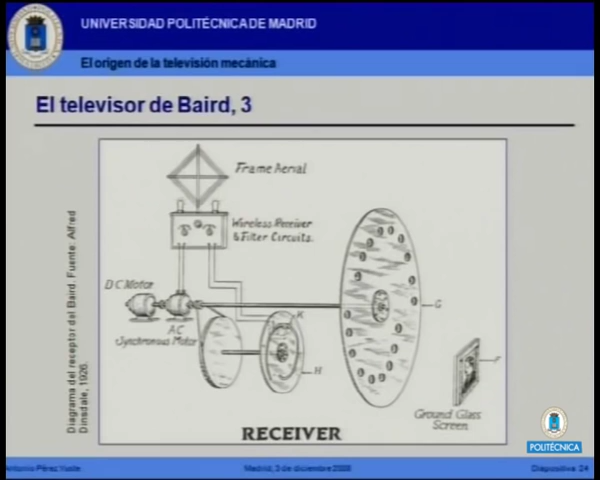 UNIVERSIDAD POLITÉCNICA DE MADRID
El origen de la televisión mecánica
El televisor de Baird, 3
Diagrama del receptor del Baird. Fuente: Alfred
Dinsdale, 1926.
Frame Aerial
Wireless Receiver
& Filter Circuits.
DC Motor
AC
Synchronous Motor
K
H
G
Ground Glass
Screen
RECEIVER
POLITÉCNICA
Antonio Pérez Yuste
Madrid, 3 de diciembre 2008
Diapositiva 24